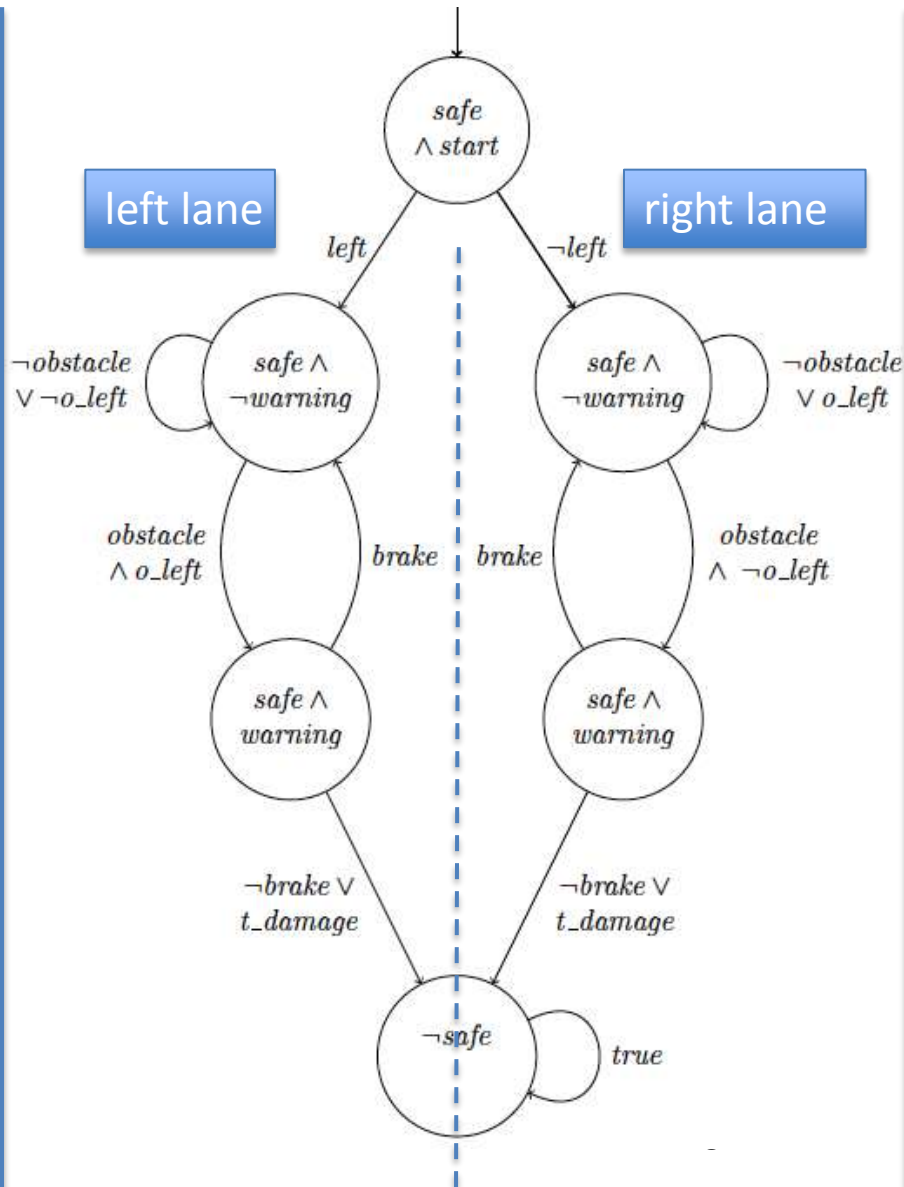 safe
∧ start
left lane
right lane
left
¬left
¬obstacle
∨ ¬o_left
safe ∧
¬warning
safe ∧
¬warning
¬obstacle
∨ o_left
obstacle
∧ o_left
brake
brake
obstacle
∧ ¬o_left
safe ∧
warning
safe ∧
warning
¬brake ∨
t_damage
¬brake ∨
t_damage
¬safe
true